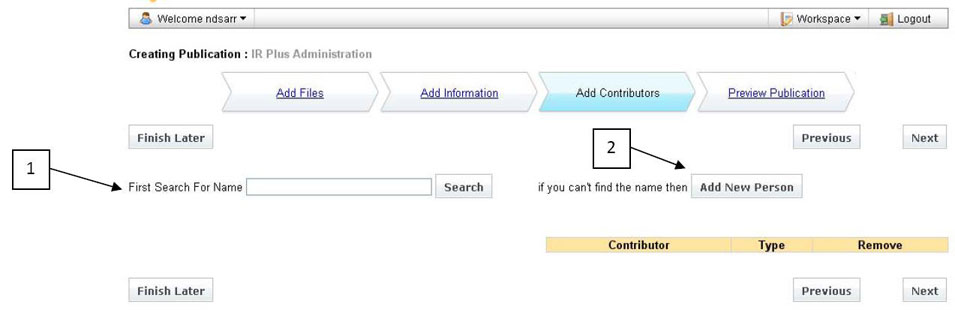 Welcome ndsarr
Workspace
Logout
Creating Publication : IR Plus Administration
Add Files
Add Information
Add Contributors
Preview Publication
Finish Later
Previous
Next
1
2
First Search For Name
Search
if you can't find the name then
Add New Person
Contributor
Type
Remove
Finish Later
Previous
Next